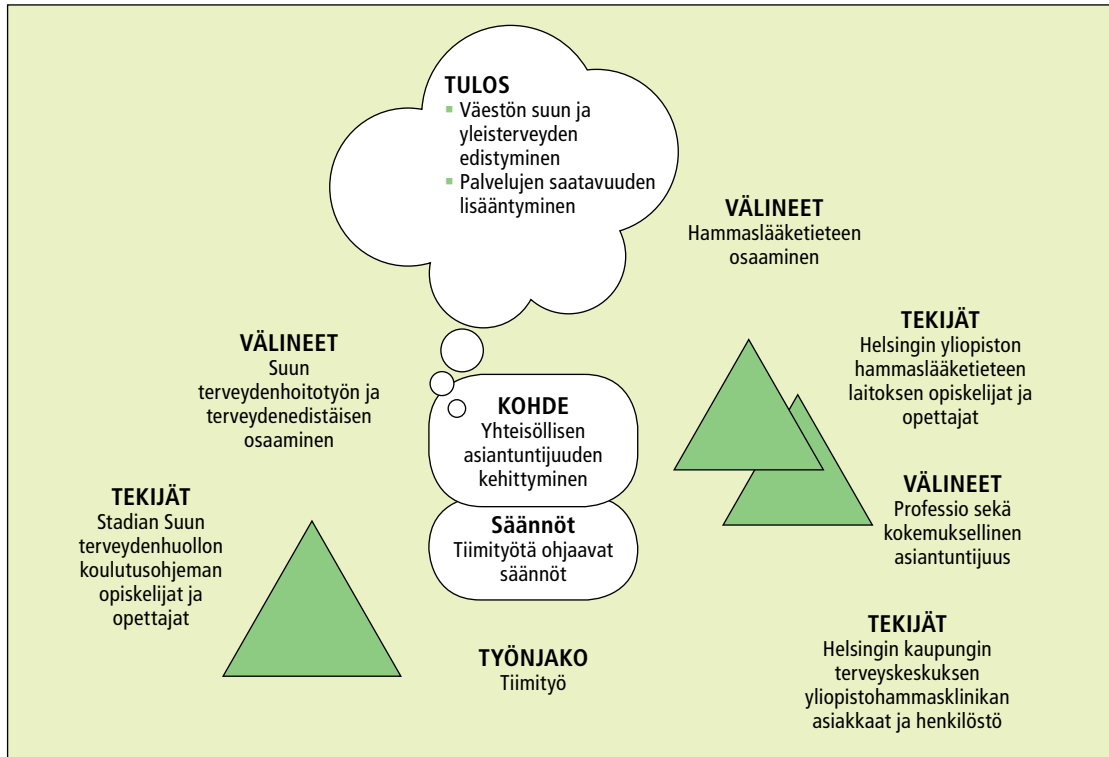 TULOS
▪ Väestön suun ja
yleisterveyden
edistyminen
▪ Palvelujen saatavuuden
lisääntyminen
VÄLINEET
Hammaslääketieteen
osaaminen
VÄLINEET
Suun
terveydenhoitotyön ja
terveydenedistäisen
osaaminen
TEKIJÄT
Helsingin yliopiston
hammaslääketieteen
laitoksen opiskelijat ja
opettajat
KOHDE
Yhteisöllisen
asiantuntijuuden
kehittyminen
TEKIJÄT
Stadian Suun
terveydenhuollon
koulutusohjeman
opiskelijat ja
opettajat
Säännöt
Tiimityötä ohjaavat
säännöt
VÄLINEET
Professio sekä
kokemuksellinen
asiantuntijuus
TYÖNJAKO
Tiimityö
TEKIJÄT
Helsingin kaupungin
terveyskeskuksen
yliopistohammasklinikan
asiakkaat ja henkilöstö